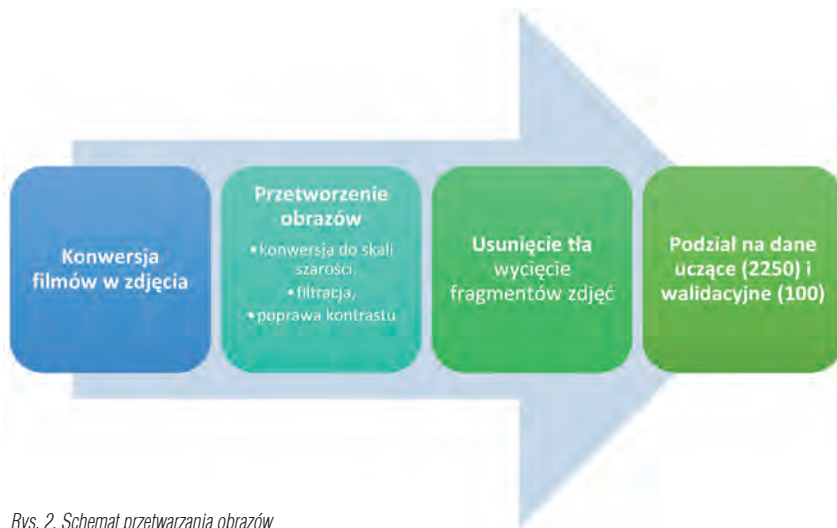 Konwersja
filmów w zdjęcia
Przetworzenie
obrazów
•konwersja do skali
szarości,
•filtracja,
•poprawa kontrastu
Usunięcie tła
wycięcie
fragmentów zdjęć
Podział na dane
uczące (2250) i
walidacyjne (100)
Rys. 2. Schemat przetwarzania obrazów